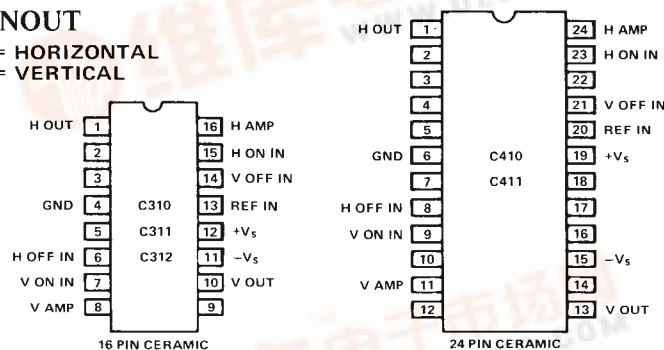 NOUT
= HORIZONTAL
= VERTICAL
H OUT 1 16 H AMP
2 15 H ON IN
3 14 V OFF IN
GND 4 C310 13 REF IN
5 C311 12 +Vs
H OFF IN 6 C312 11 −Vs
V ON IN 7 10 V OUT
V AMP 8 9
16 PIN CERAMIC
H OUT 1 24 H AMP
2 23 H ON IN
3 22
4 21 V OFF IN
5 20 REF IN
GND 6 C410 19 +Vs
7 C411 18
H OFF IN 8 17
V ON IN 9 16
10 15 −Vs
V AMP 11 14
12 13 V OUT
24 PIN CERAMIC